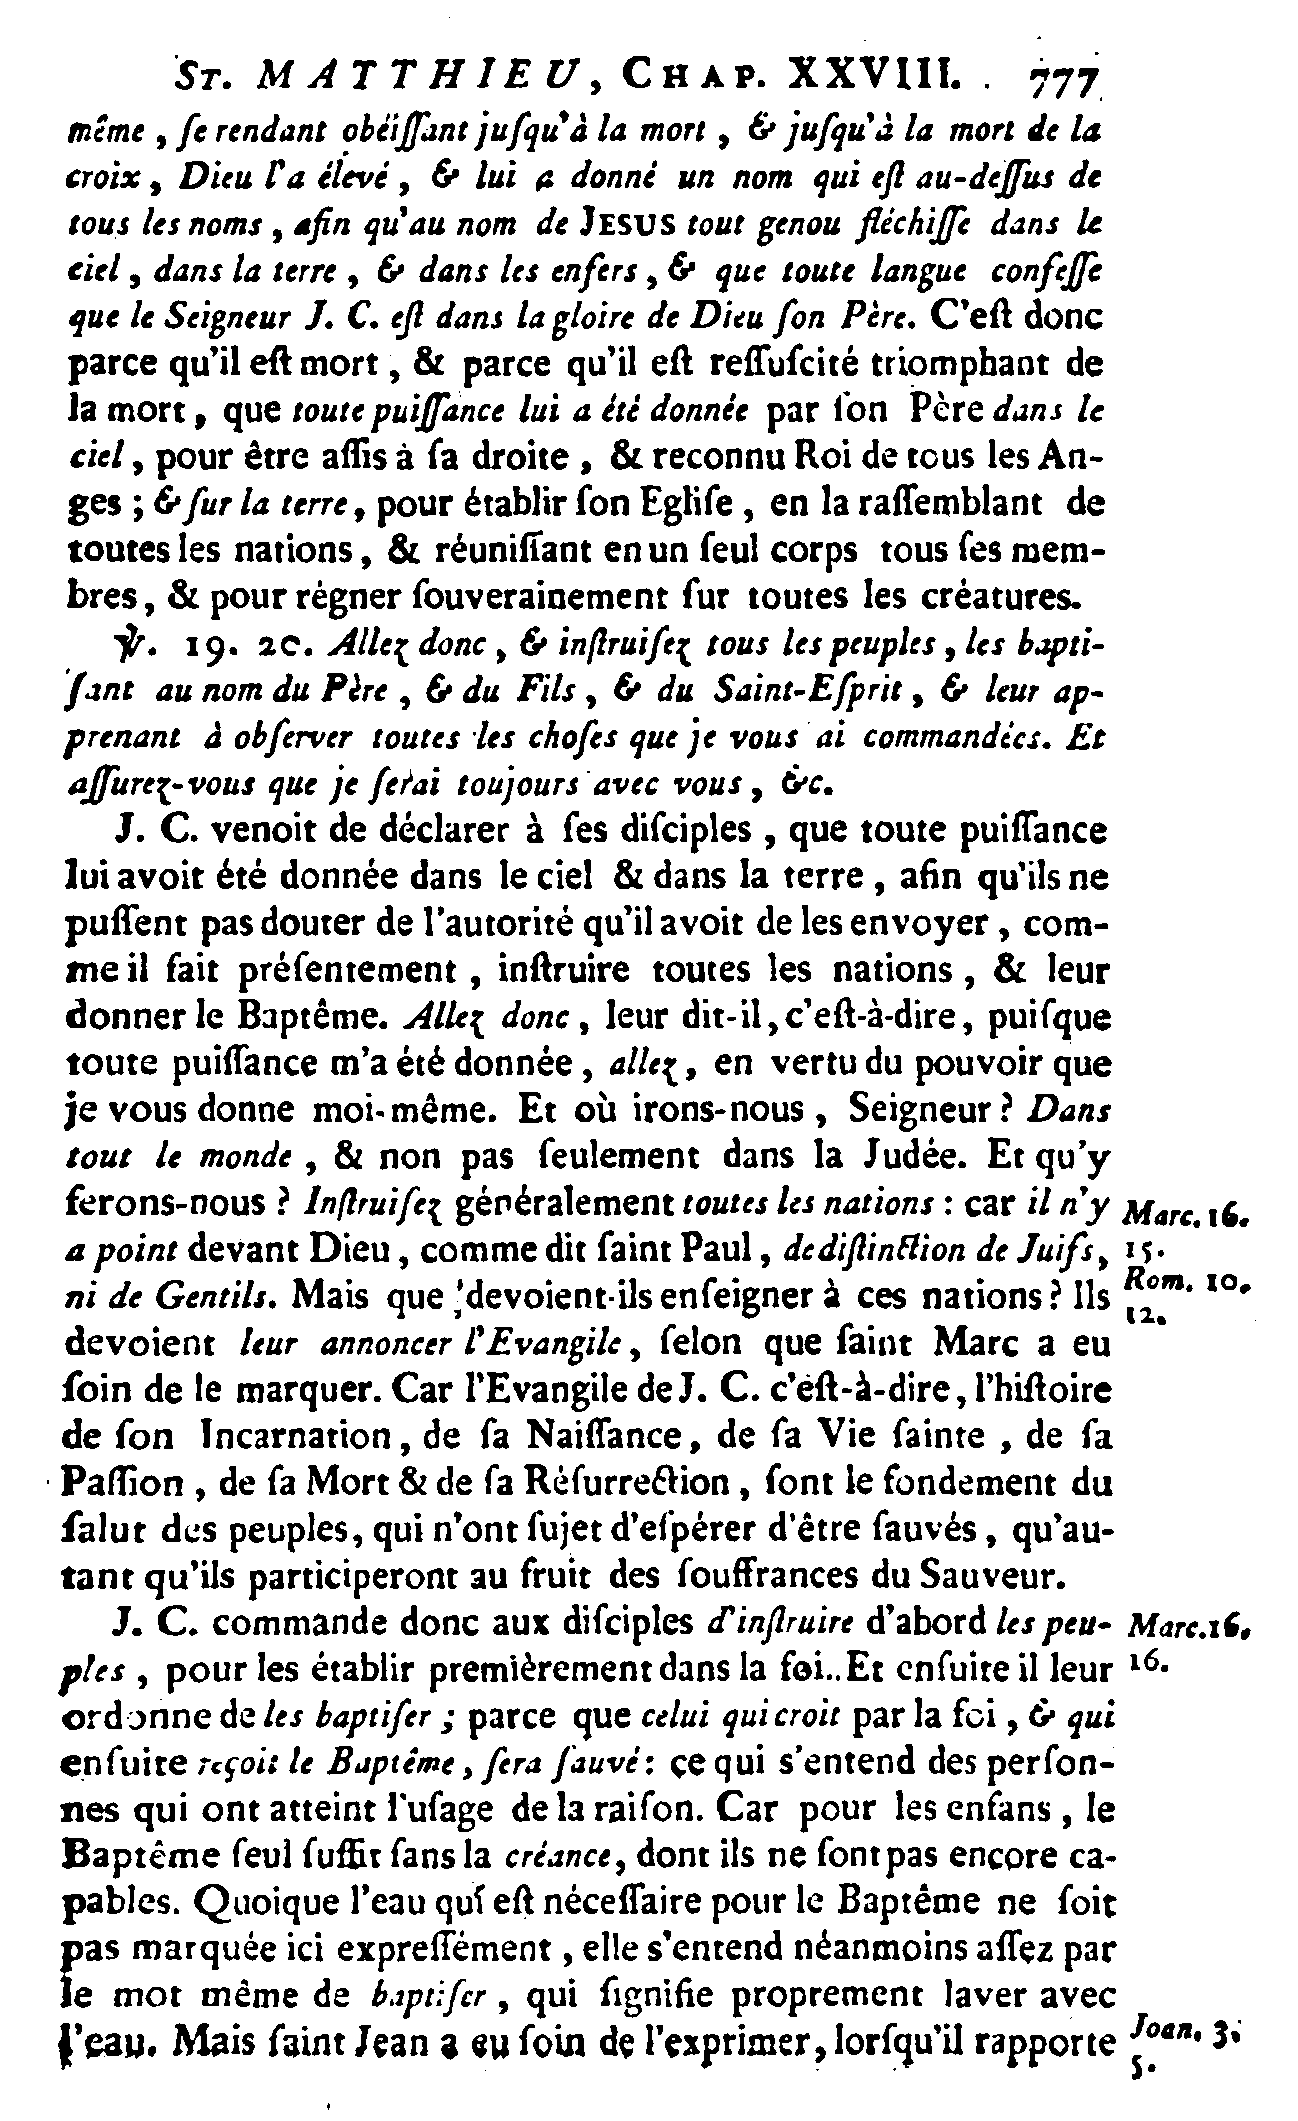 ST. MATTHIEU, CHAP. XXVIII. 777
même, ſe rendant obéiſſant juſqu'à la mort, & juſqu'à la mort de la
croix, Dieu l'a élevé, & lui a donné un nom qui eſt au-deſſus de
tous les noms, afin qu'au nom de JESUS tout genou fléchiſſe dans le
ciel, dans la terre, & dans les enfers, & que toute langue confeſſe
que le Seigneur J. C. eſt dans la gloire de Dieu ſon Père. C'eſt donc
parce qu'il eſt mort, & parce qu'il eſt reſſuſcité triomphant de
la mort, que toute puiſſance lui a été donnée par ſon Père dans le
ciel, pour être aſſis à ſa droite, & reconnu Roi de tous les An-
ges; & ſur la terre, pour établir ſon Egliſe, en la raſſemblant de
toutes les nations, & réuniſſant en un ſeul corps tous ſes mem-
bres, & pour régner ſouverainement ſur toutes les créatures.
℣. 19. 20. Allez donc, & inſtruiſez tous les peuples, les bapti-
ſant au nom du Père, & du Fils, & du Saint-Eſprit, & leur ap-
prenant à obſerver toutes les choſes que je vous ai commandées. Et
aſſurez-vous que je ſerai toujours avec vous, &c.
J. C. venoit de déclarer à ſes diſciples, que toute puiſſance
lui avoit été donnée dans le ciel & dans la terre, afin qu'ils ne
puſſent pas douter de l'autorité qu'il avoit de les envoyer, com-
me il fait préſentement, inſtruire toutes les nations, & leur
donner le Baptême. Allez donc, leur dit-il, c'eſt-à-dire, puiſque
toute puiſſance m'a été donnée, allez, en vertu du pouvoir que
je vous donne moi-même. Et où irons-nous, Seigneur? Dans
tout le monde, & non pas ſeulement dans la Judée. Et qu'y
ferons-nous? Inſtruiſez généralement toutes les nations: car il n'y
Marc. 16.
a point devant Dieu, comme dit ſaint Paul, de diſtinction de Juifs,
15.
ni de Gentils. Mais que devoient-ils enſeigner à ces nations? Ils
Rom. 10.
12.
devoient leur annoncer l'Evangile, ſelon que ſaint Marc a eu
ſoin de le marquer. Car l'Evangile de J. C. c'eſt-à-dire, l'hiſtoire
de ſon Incarnation, de ſa Naiſſance, de ſa Vie ſainte, de ſa
Paſſion, de ſa Mort & de ſa Réſurrection, ſont le fondement du
ſalut des peuples, qui n'ont ſujet d'eſpérer d'être ſauvés, qu'au-
tant qu'ils participeront au fruit des ſouffrances du Sauveur.
J. C. commande donc aux diſciples d'inſtruire d'abord les peu-
Marc. 16.
ples, pour les établir premièrement dans la foi.. Et enſuite il leur
16.
ordonne de les baptiſer; parce que celui qui croit par la foi, & qui
enſuite reçoit le Baptême, ſera ſauvé: ce qui s'entend des perſon-
nes qui ont atteint l'uſage de la raiſon. Car pour les enfans, le
Baptême ſeul ſuffit ſans la créance, dont ils ne ſont pas encore ca-
pables. Quoique l'eau qui eſt néceſſaire pour le Baptême ne ſoit
pas marquée ici expreſſément, elle s'entend néanmoins aſſez par
le mot même de baptiſer, qui ſignifie proprement laver avec
l'eau. Mais ſaint Jean a eu ſoin de l'exprimer, lorſqu'il rapporte
Joan. 3.
5.